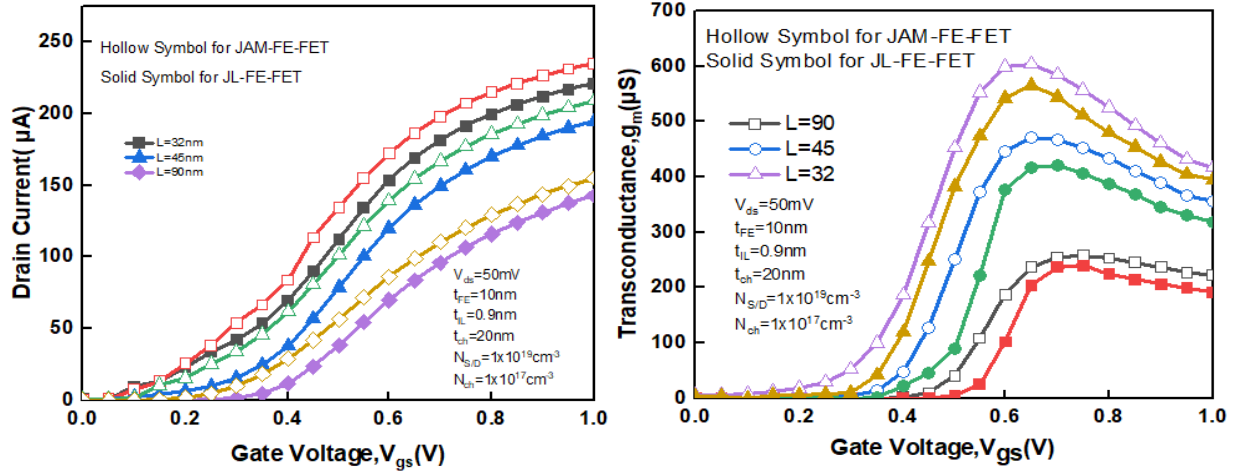 250
200
150
100
50
0
Drain Current( μA)
Hollow Symbol for JAM-FE-FET
Solid Symbol for JL-FE-FET
L=32nm
L=45nm
L=90nm
V_ds=50mV
t_FE=10nm
t_IL=0.9nm
t_ch=20nm
N_S/D=1x10^19cm^-3
N_ch=1x10^17cm^-3
0.0 0.2 0.4 0.6 0.8 1.0
Gate Voltage,V_gs(V)
700
600
500
400
300
200
100
0
Transconductance,g_m(μS)
Hollow Symbol for JAM-FE-FET
Solid Symbol for JL-FE-FET
L=90
L=45
L=32
V_ds=50mV
t_FE=10nm
t_IL=0.9nm
t_ch=20nm
N_S/D=1x10^19cm^-3
N_ch=1x10^17cm^-3
0.0 0.2 0.4 0.6 0.8 1.0
Gate Voltage,V_gs(V)